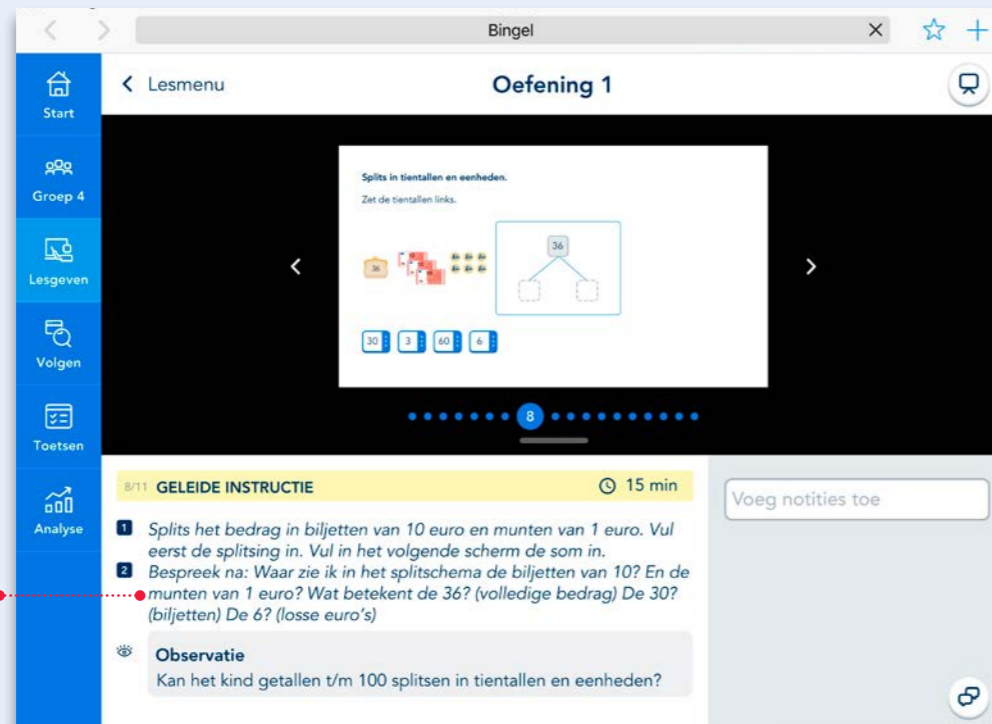 Bingel
Start
Groep 4
Lesgeven
Volgen
Toetsen
Analyse
Lesmenu
Oefening 1
Splits in tientallen en eenheden.
Zet de tientallen links.
36
36
30 3 60 6
8
8/11 GELEIDE INSTRUCTIE 15 min
1 Splits het bedrag in biljetten van 10 euro en munten van 1 euro. Vul
eerst de splitsing in. Vul in het volgende scherm de som in.
2 Bespreek na: Waar zie ik in het splitschema de biljetten van 10? En de
munten van 1 euro? Wat betekent de 36? (volledige bedrag) De 30?
(biljetten) De 6? (losse euro's)
Observatie
Kan het kind getallen t/m 100 splitsen in tientallen en eenheden?
Voeg notities toe